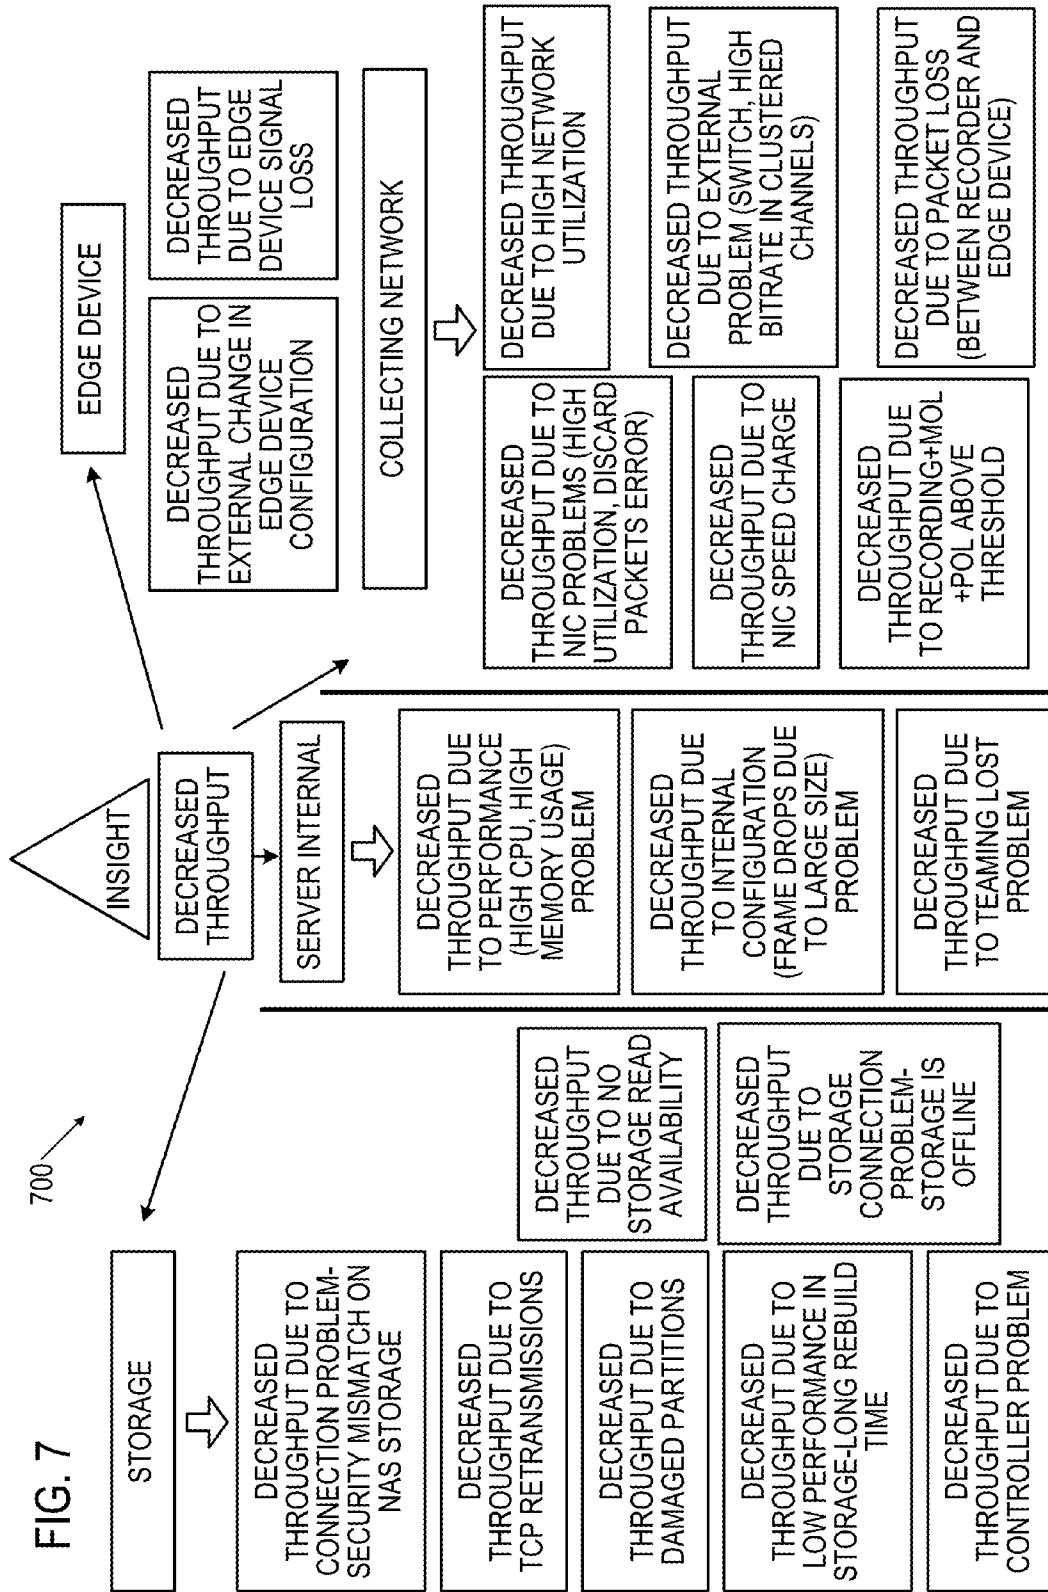 FIG. 7
700
INSIGHT
DECREASED
THROUGHPUT
STORAGE
DECREASED
THROUGHPUT DUE TO
CONNECTION PROBLEM-
SECURITY MISMATCH ON
NAS STORAGE
DECREASED
THROUGHPUT DUE TO
TCP RETRANSMISSIONS
DECREASED
THROUGHPUT DUE TO
DAMAGED PARTITIONS
DECREASED
THROUGHPUT DUE TO
LOW PERFORMANCE IN
STORAGE-LONG REBUILD
TIME
DECREASED
THROUGHPUT DUE TO
CONTROLLER PROBLEM
DECREASED
THROUGHPUT
DUE TO NO
STORAGE READ
AVAILABILITY
DECREASED
THROUGHPUT
DUE TO
STORAGE
CONNECTION
PROBLEM-
STORAGE IS
OFFLINE
SERVER INTERNAL
DECREASED
THROUGHPUT DUE
TO PERFORMANCE
(HIGH CPU, HIGH
MEMORY USAGE)
PROBLEM
DECREASED
THROUGHPUT DUE
TO INTERNAL
CONFIGURATION
(FRAME DROPS DUE
TO LARGE SIZE)
PROBLEM
DECREASED
THROUGHPUT DUE
TO TEAMING LOST
PROBLEM
EDGE DEVICE
DECREASED
THROUGHPUT DUE TO
EXTERNAL CHANGE IN
EDGE DEVICE
CONFIGURATION
DECREASED
THROUGHPUT
DUE TO EDGE
DEVICE SIGNAL
LOSS
COLLECTING NETWORK
DECREASED
THROUGHPUT DUE TO
NIC PROBLEMS (HIGH
UTILIZATION, DISCARD
PACKETS ERROR)
DECREASED
THROUGHPUT DUE TO
NIC SPEED CHARGE
DECREASED
THROUGHPUT DUE
TO RECORDING+MOL
+POL ABOVE
THRESHOLD
DECREASED THROUGHPUT
DUE TO HIGH NETWORK
UTILIZATION
DECREASED THROUGHPUT
DUE TO EXTERNAL
PROBLEM (SWITCH, HIGH
BITRATE IN CLUSTERED
CHANNELS)
DECREASED THROUGHPUT
DUE TO PACKET LOSS
(BETWEEN RECORDER AND
EDGE DEVICE)